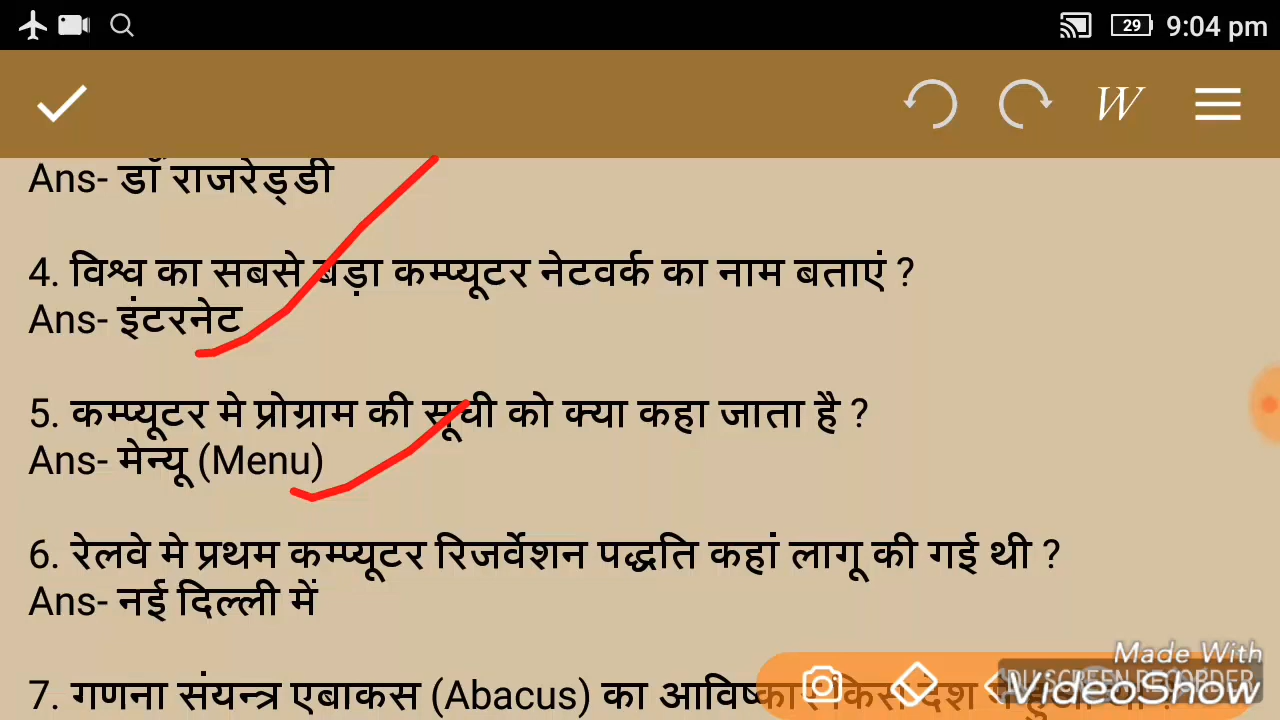 29 9:04 pm
W
Ans- डॉ राजरेड्डी
4. विश्व का सबसे बड़ा कम्प्यूटर नेटवर्क का नाम बताएं ?
Ans- इंटरनेट
5. कम्प्यूटर मे प्रोग्राम की सूची को क्या कहा जाता है ?
Ans- मेन्यू (Menu)
6. रेलवे मे प्रथम कम्प्यूटर रिजर्वेशन पद्धति कहां लागू की गई थी ?
Ans- नई दिल्ली में
7. गणना संयन्त्र एबाकस (Abacus) का आविष्कार किस देश
Made With
SCREEN RECORDER
VideoShow